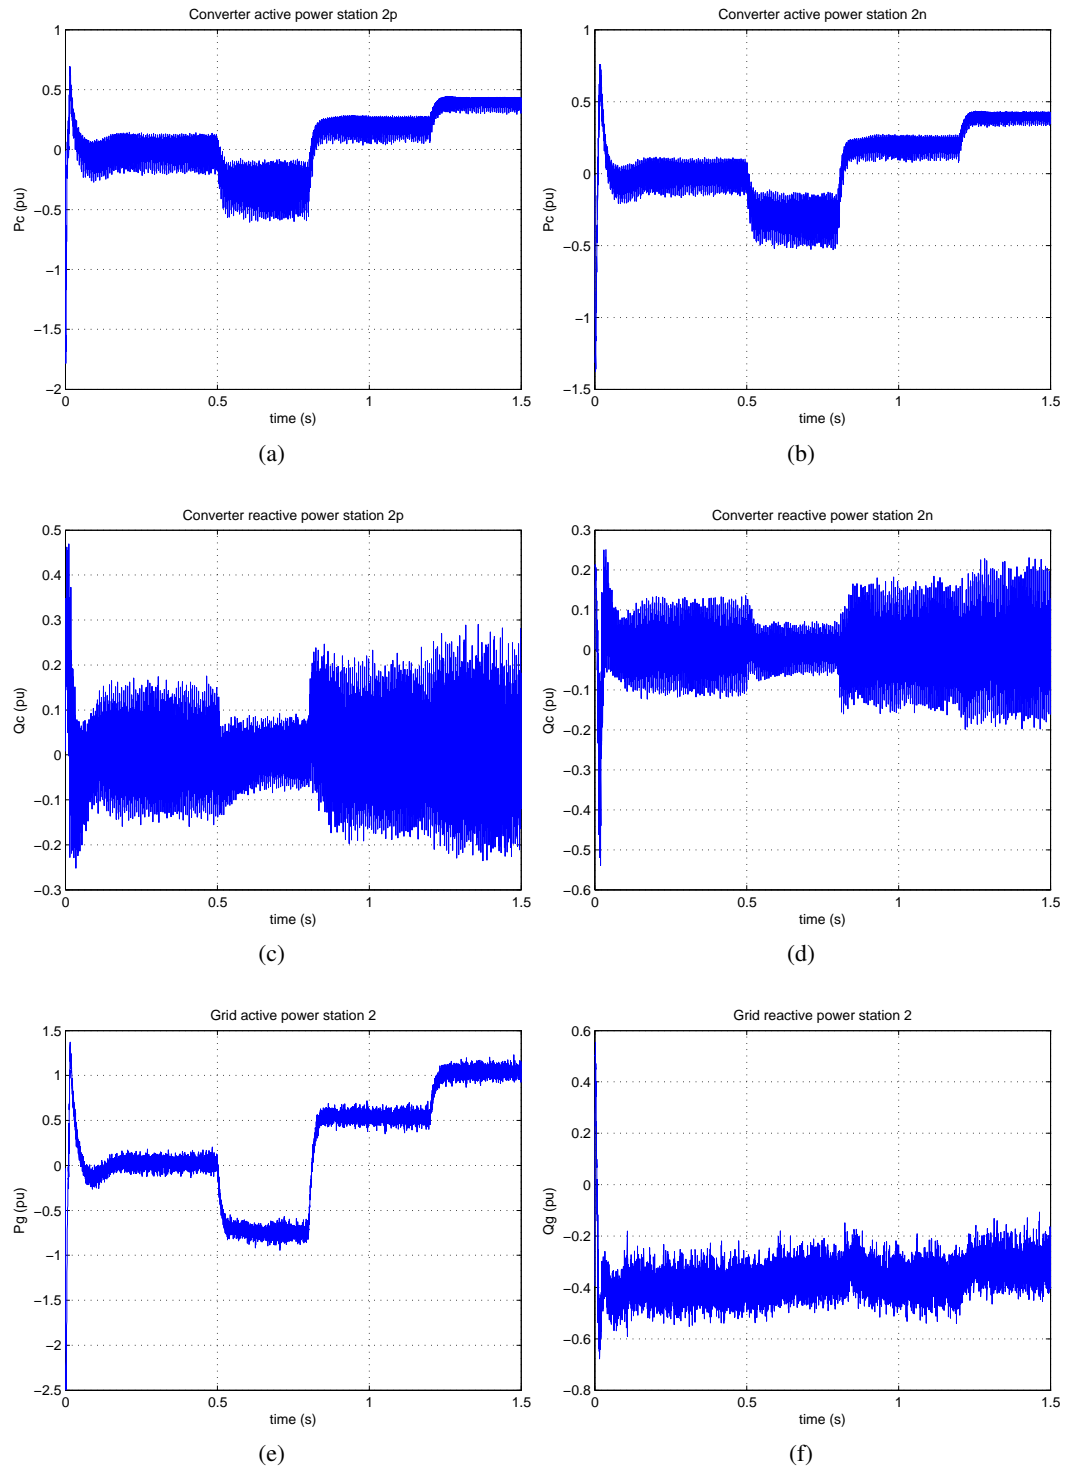 Converter active power station 2p
1
0.5
0
−0.5
−1
−1.5
−2
Pc (pu)
0 0.5 1 1.5
time (s)
(a)
Converter active power station 2n
1
0.5
0
−0.5
−1
−1.5
Pc (pu)
0 0.5 1 1.5
time (s)
(b)
Converter reactive power station 2p
0.5
0.4
0.3
0.2
0.1
0
−0.1
−0.2
−0.3
Qc (pu)
0 0.5 1 1.5
time (s)
(c)
Converter reactive power station 2n
0.3
0.2
0.1
0
−0.1
−0.2
−0.3
−0.4
−0.5
−0.6
Qc (pu)
0 0.5 1 1.5
time (s)
(d)
Grid active power station 2
1.5
1
0.5
0
−0.5
−1
−1.5
−2
−2.5
Pg (pu)
0 0.5 1 1.5
time (s)
(e)
Grid reactive power station 2
0.6
0.4
0.2
0
−0.2
−0.4
−0.6
−0.8
Qg (pu)
0 0.5 1 1.5
time (s)
(f)